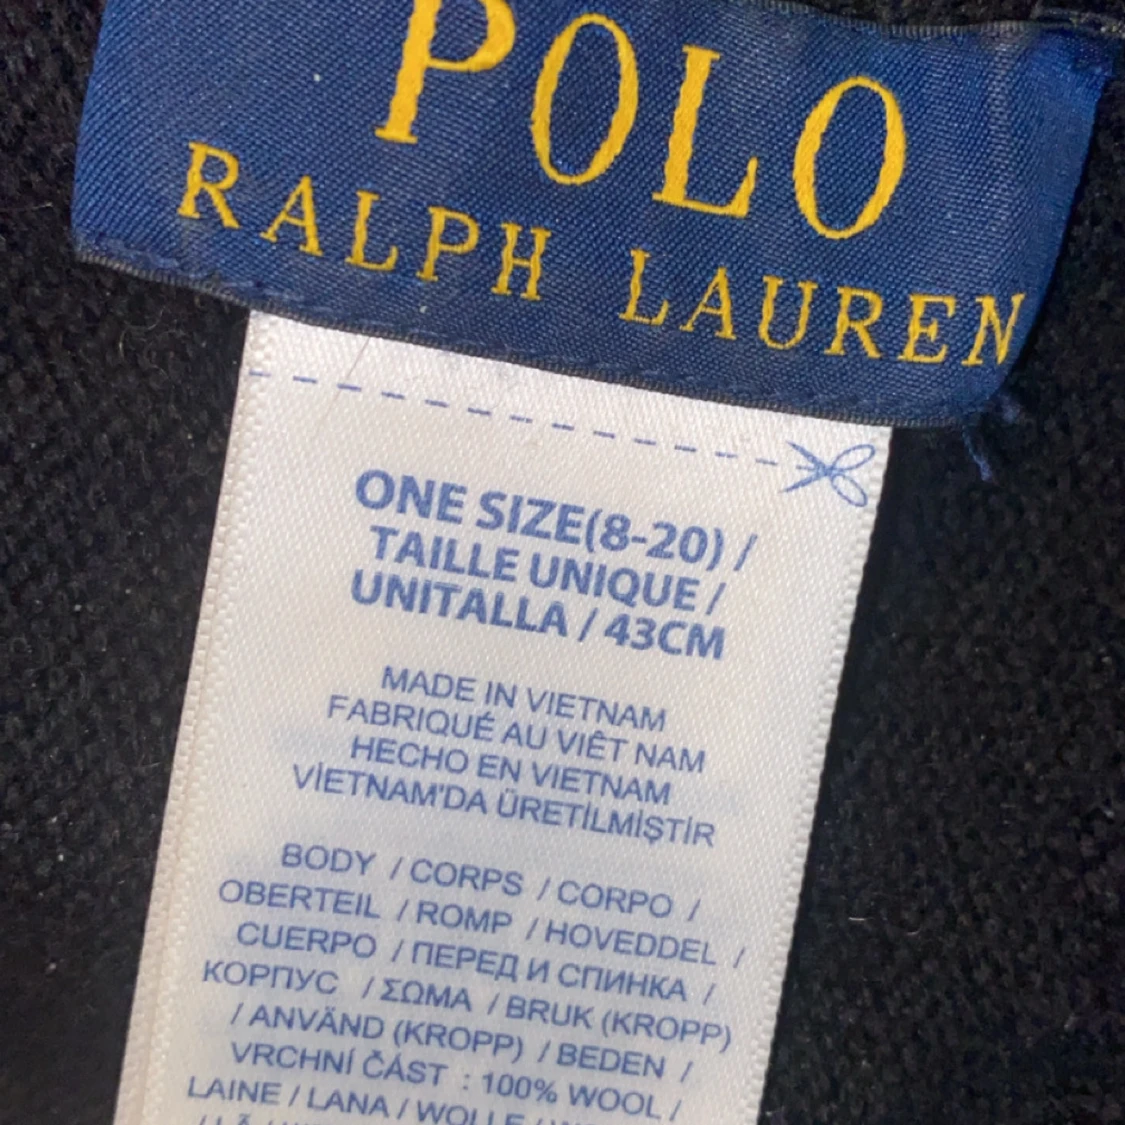 POLO
RALPH LAUREN
ONE SIZE(8-20) /
TAILLE UNIQUE /
UNITALLA / 43CM
MADE IN VIETNAM
FABRIQUÉ AU VIÊT NAM
HECHO EN VIETNAM
VİETNAM'DA ÜRETİLMİŞTİR
BODY / CORPS / CORPO /
OBERTEIL / ROMP / HOVEDDEL /
CUERPO / ПЕРЕД И СПИНКА /
КОРПУС / ΣΩΜΑ / BRUK (KROPP)
/ ANVÄND (KROPP) / BEDEN /
VRCHNÍ ČÁST : 100% WOOL /
LAINE / LANA / WOLLE /